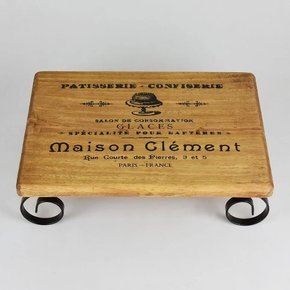 PATISSERIE - CONFISERIE
SALON DE CONSOMMATION
GLACES
SPÉCIALITÉ POUR BAPTÊMES
Maison Clément
Rue Courte des Pierres, 3 et 5
PARIS - FRANCE